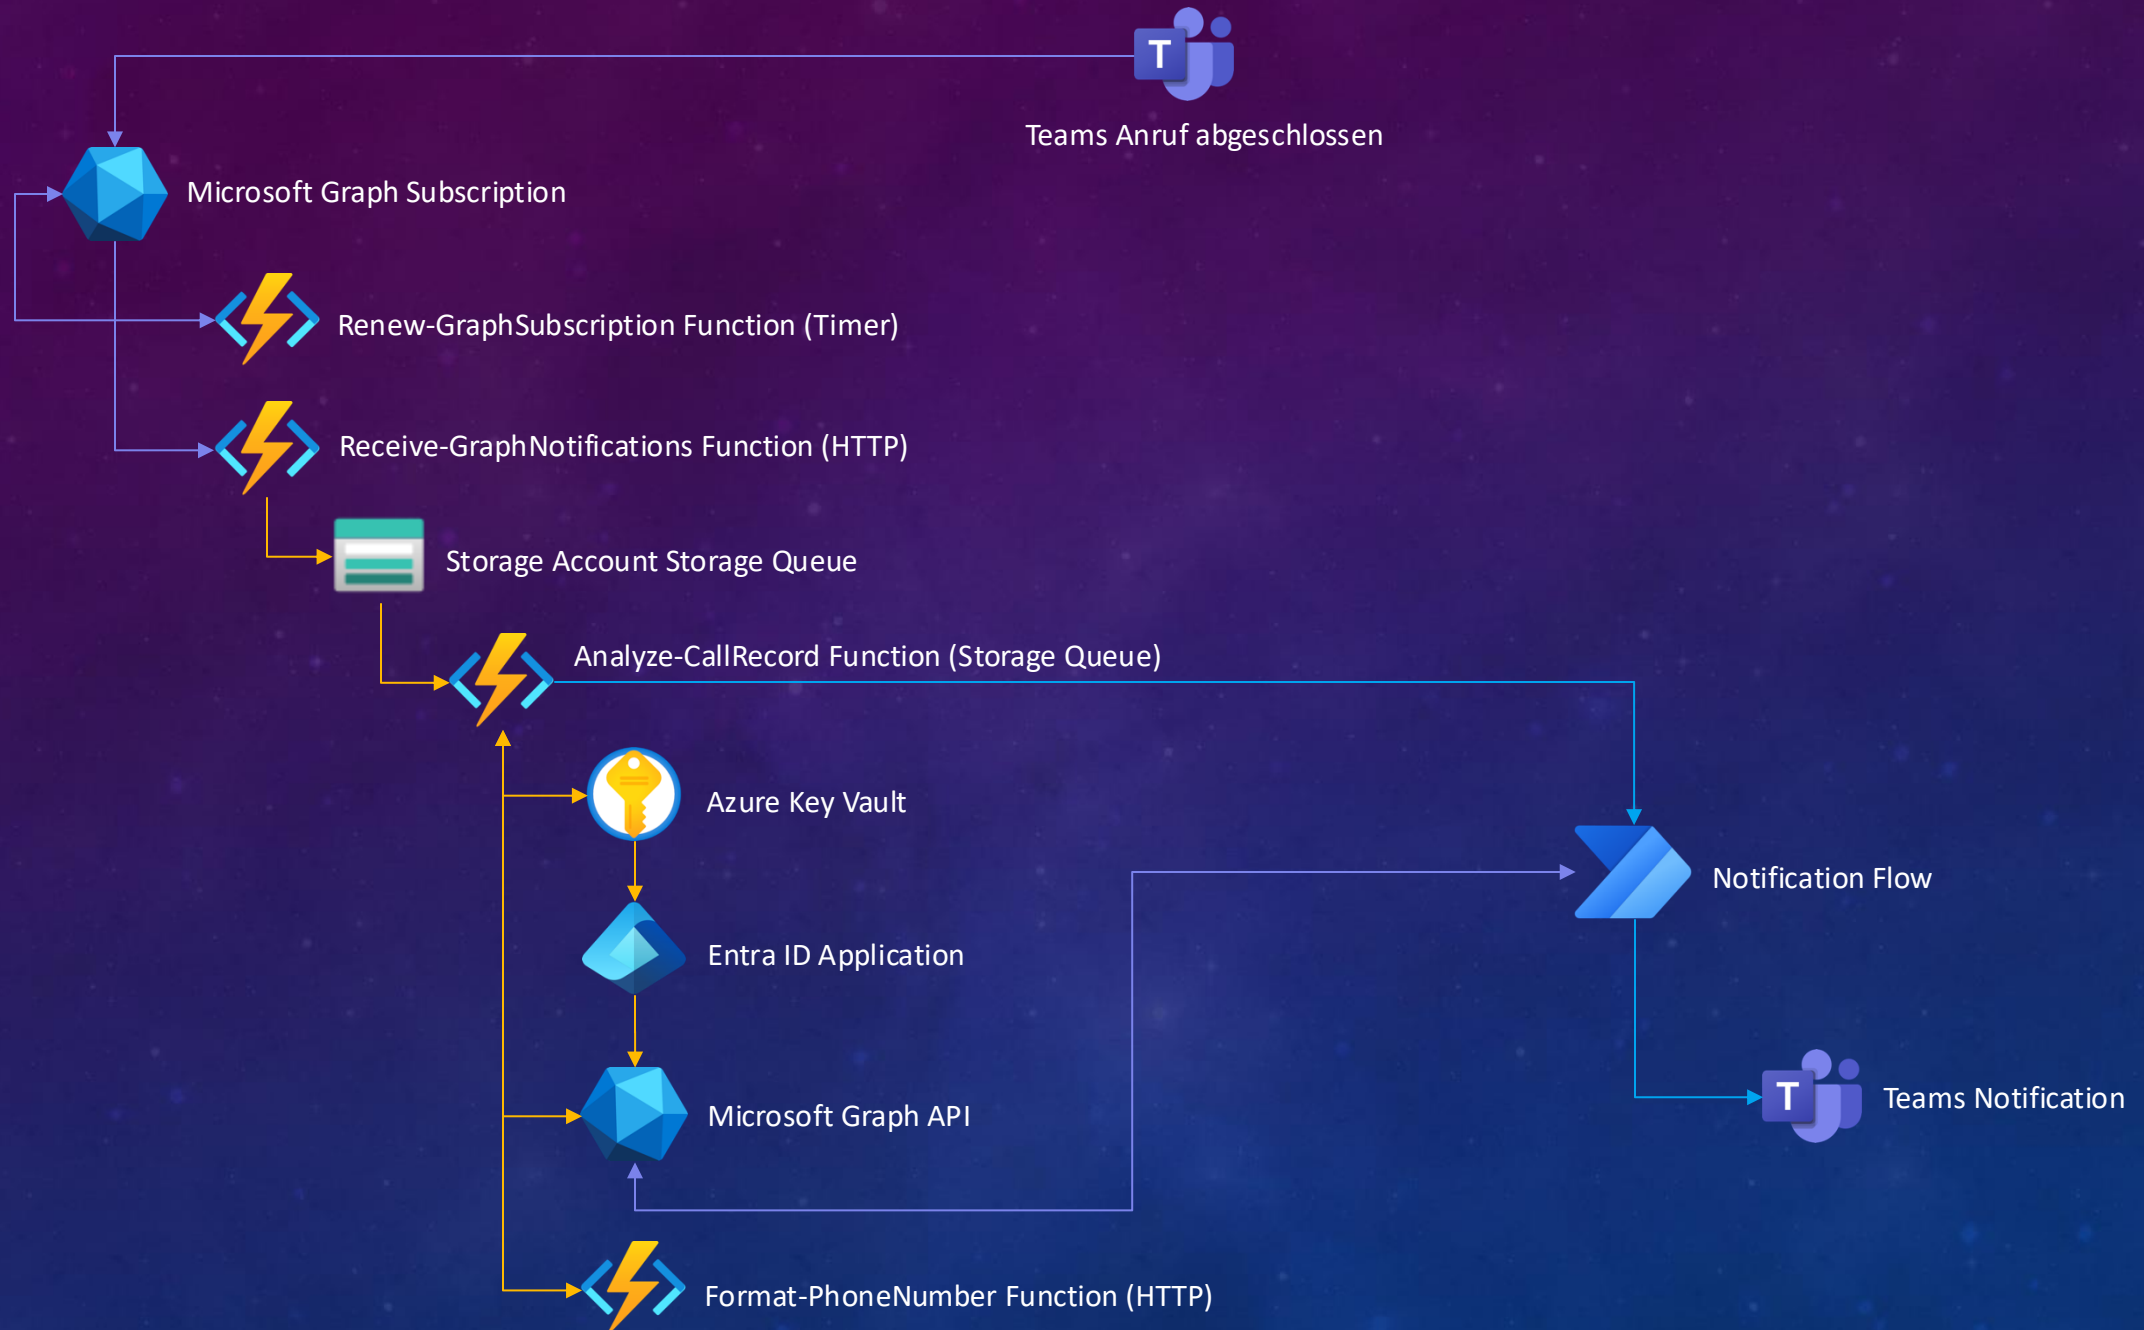 T
Teams Anruf abgeschlossen
Microsoft Graph Subscription
Renew-GraphSubscription Function (Timer)
Receive-GraphNotifications Function (HTTP)
Storage Account Storage Queue
Analyze-CallRecord Function (Storage Queue)
Azure Key Vault
Notification Flow
Entra ID Application
T
Teams Notification
Microsoft Graph API
Format-PhoneNumber Function (HTTP)